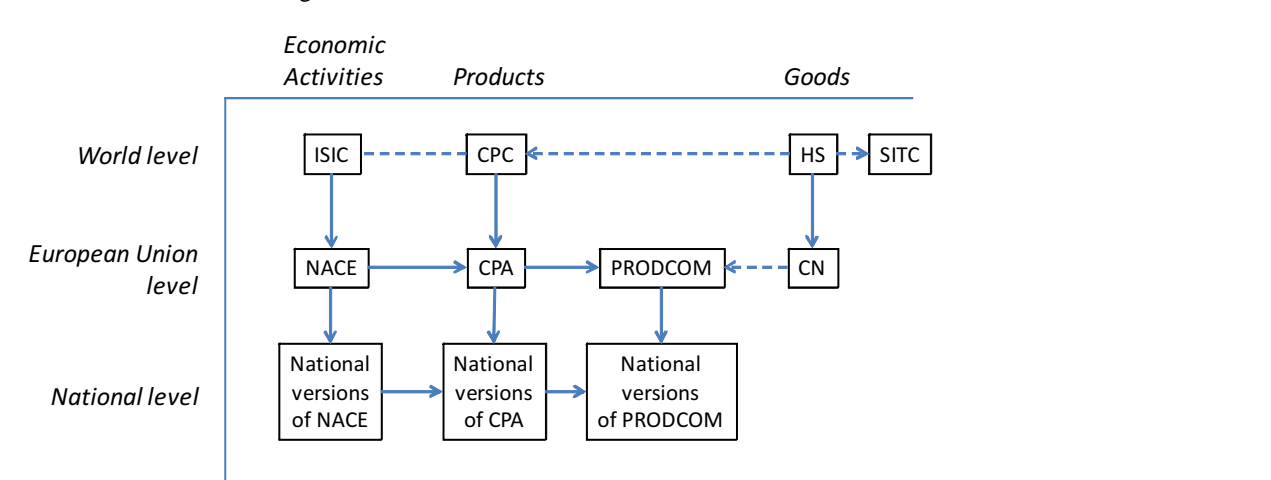 Economic
Activities
Products
Goods
World level
ISIC
CPC
HS
SITC
European Union
level
NACE
CPA
PRODCOM
CN
National level
National
versions
of NACE
National
versions
of CPA
National
versions
of PRODCOM